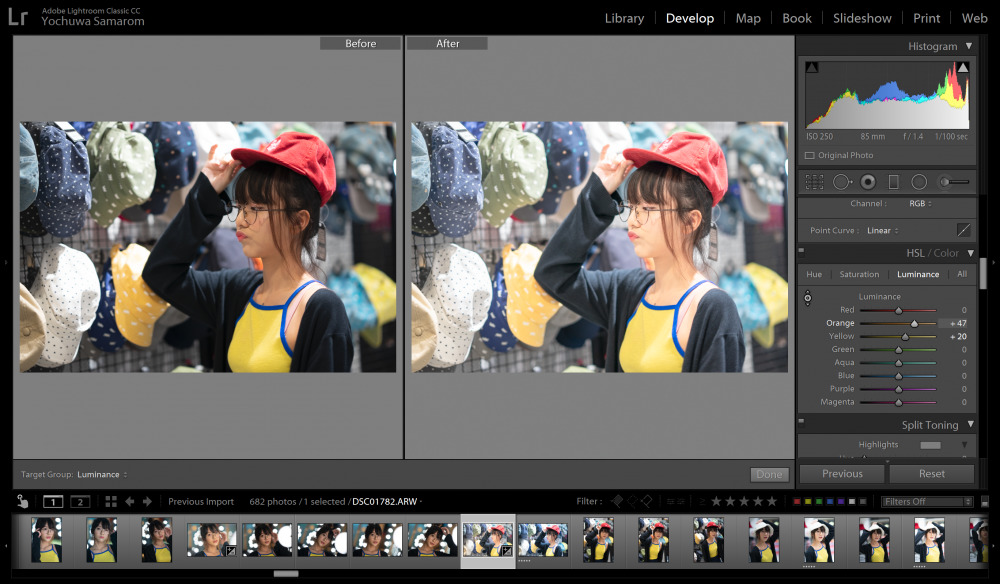 Lr
Adobe Lightroom Classic CC
Yochuwa Samarom
Library Develop Map Book Slideshow Print Web
Before
After
Histogram
ISO 250 85 mm f / 1.4 1/100 sec
Original Photo
Channel : RGB
Point Curve : Linear
HSL / Color
Hue Saturation Luminance All
Luminance
Red 0
Orange + 47
Yellow + 20
Green 0
Aqua 0
Blue 0
Purple 0
Magenta 0
Split Toning
Highlights
Target Group: Luminance
Done
Previous Reset
1 2 Previous Import 682 photos / 1 selected / DSC01782.ARW
Filter :
Filters Off